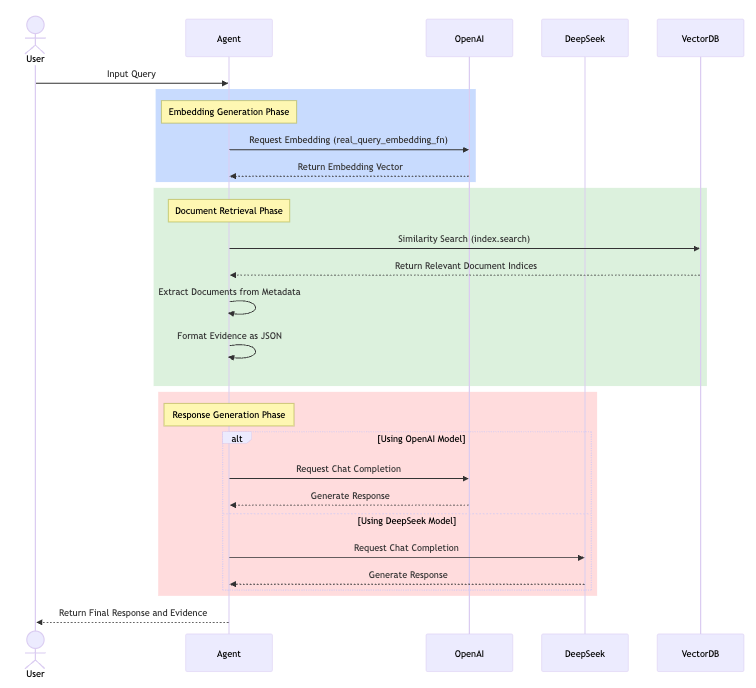 User
Agent
OpenAI
DeepSeek
VectorDB
Input Query
Embedding Generation Phase
Request Embedding (real_query_embedding_fn)
Return Embedding Vector
Document Retrieval Phase
Similarity Search (index.search)
Return Relevant Document Indices
Extract Documents from Metadata
Format Evidence as JSON
Response Generation Phase
alt
[Using OpenAI Model]
Request Chat Completion
Generate Response
[Using DeepSeek Model]
Request Chat Completion
Generate Response
Return Final Response and Evidence
User
Agent
OpenAI
DeepSeek
VectorDB